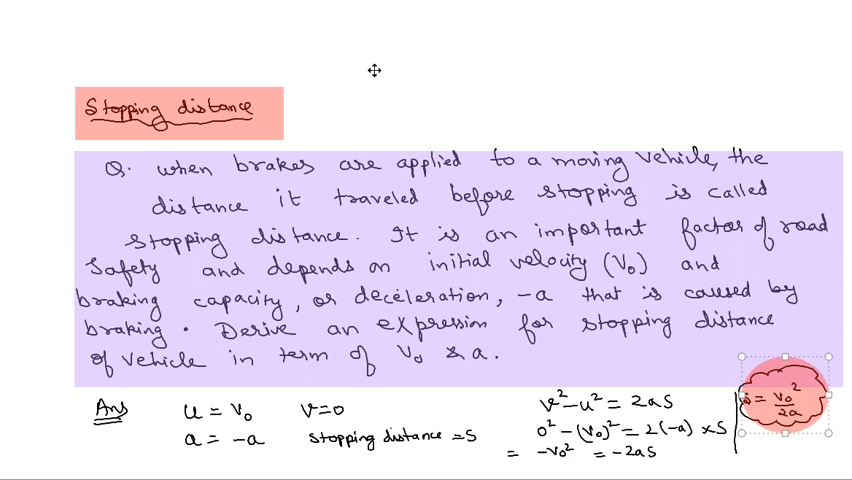 Stopping distance
Q. when brakes are applied to a moving vehicle, the
distance it traveled before stopping is called
stopping distance. It is an important factor of road
Safety and depends on initial velocity (V₀) and
braking capacity, or deceleration, -a that is caused by
braking. Derive an expression for stopping distance
of vehicle in term of V₀ & a.
Ans u = V₀ v=0
a = -a stopping distance = S
v² - u² = 2as
0² - (V₀)² = 2(-a) × S
= -V₀² = -2as
s = V₀²/2a